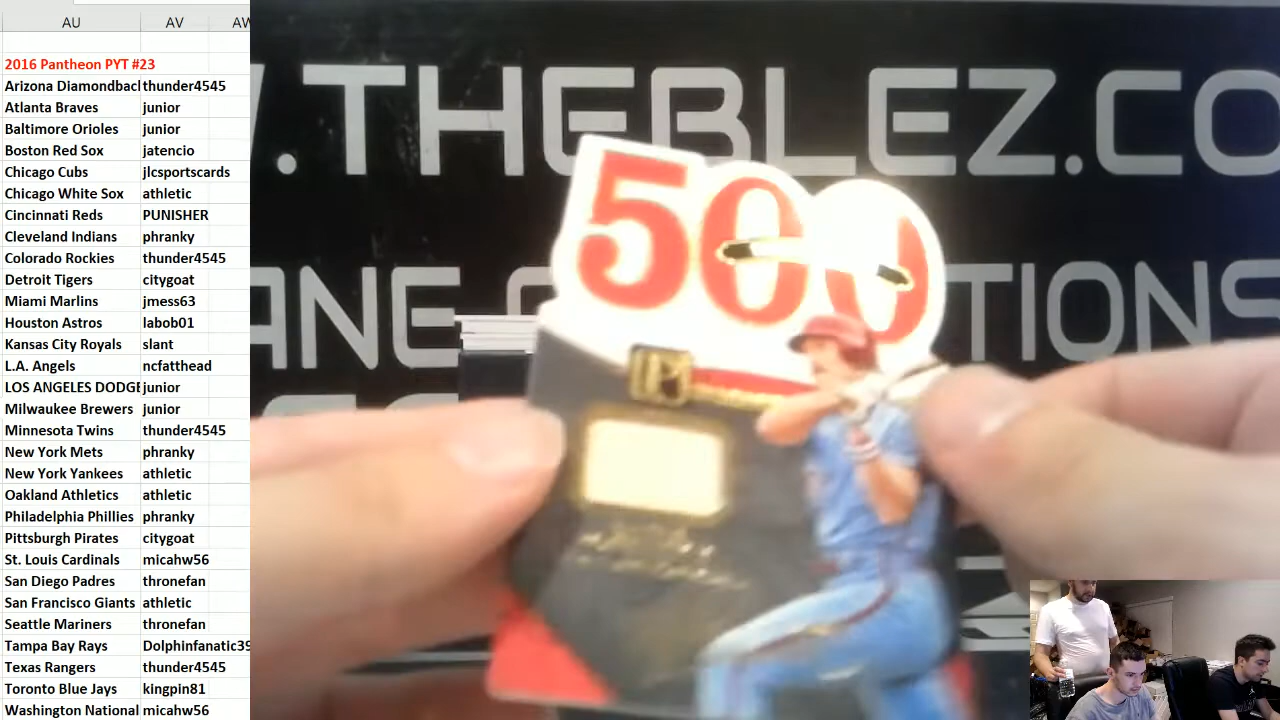 AU AV AW
2016 Pantheon PYT #23
Arizona Diamondbacl thunder4545
Atlanta Braves junior
Baltimore Orioles junior
Boston Red Sox jatencio
Chicago Cubs jlcsportscards
Chicago White Sox athletic
Cincinnati Reds PUNISHER
Cleveland Indians phranky
Colorado Rockies thunder4545
Detroit Tigers citygoat
Miami Marlins jmess63
Houston Astros labob01
Kansas City Royals slant
L.A. Angels ncfatthead
LOS ANGELES DODGE junior
Milwaukee Brewers junior
Minnesota Twins thunder4545
New York Mets phranky
New York Yankees athletic
Oakland Athletics athletic
Philadelphia Phillies phranky
Pittsburgh Pirates citygoat
St. Louis Cardinals micahw56
San Diego Padres thronefan
San Francisco Giants athletic
Seattle Mariners thronefan
Tampa Bay Rays Dolphinfanatic39
Texas Rangers thunder4545
Toronto Blue Jays kingpin81
Washington National micahw56
W.THEBLEZ.CO
500